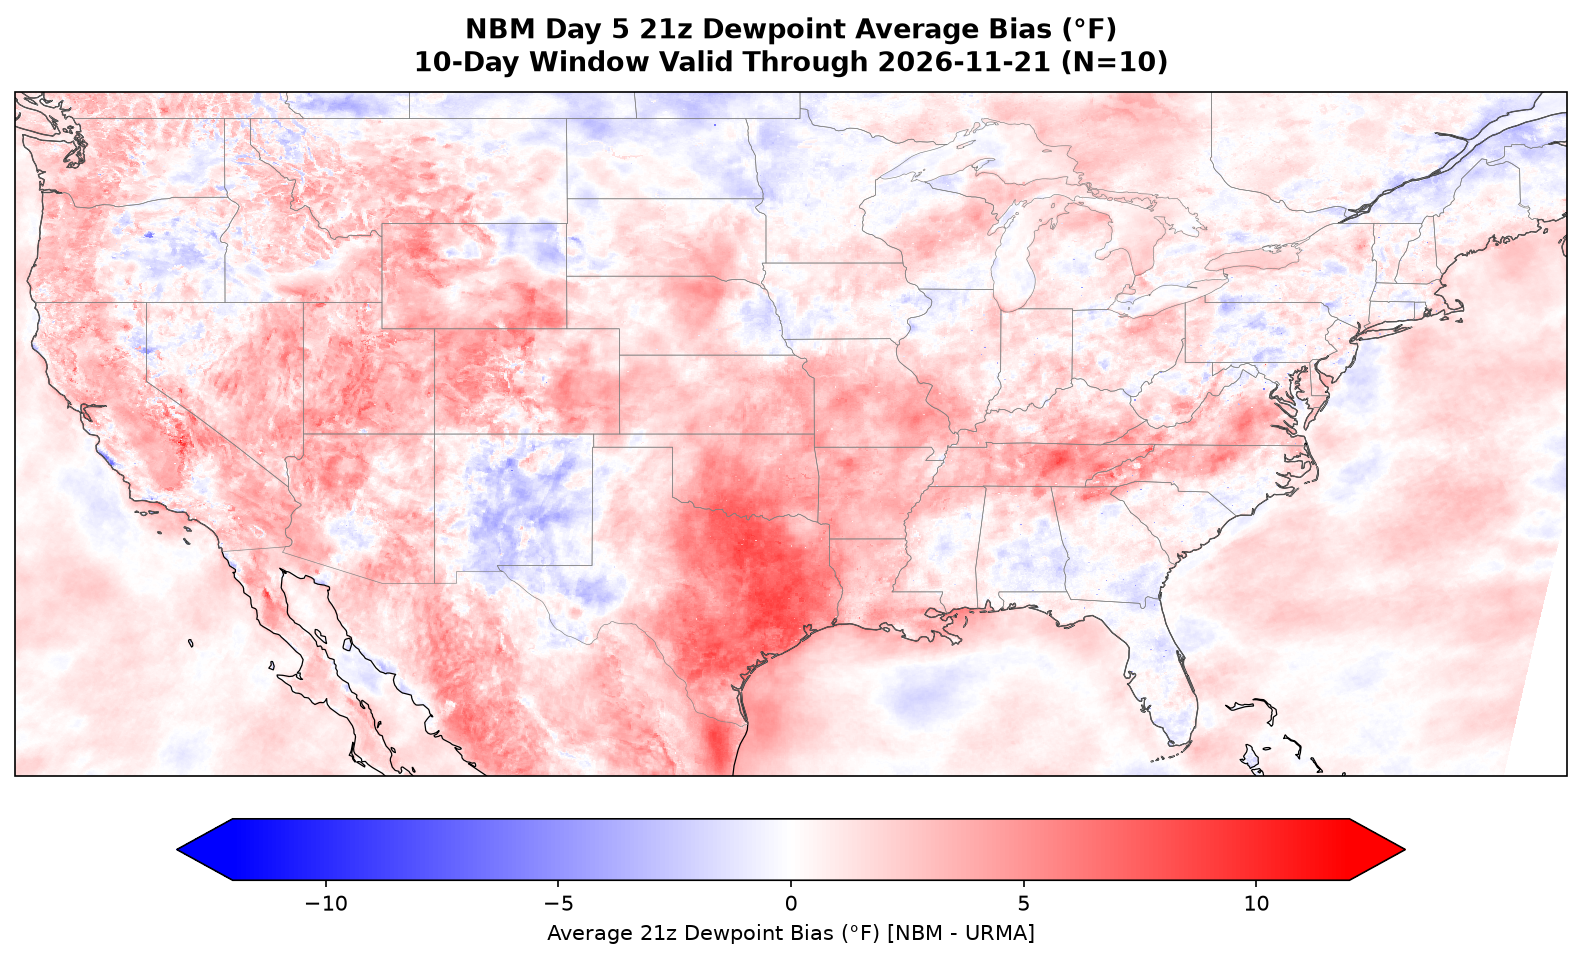 NBM Day 5 21z Dewpoint Average Bias (°F)
10-Day Window Valid Through 2026-11-21 (N=10)
−10 −5 0 5 10
Average 21z Dewpoint Bias (°F) [NBM - URMA]